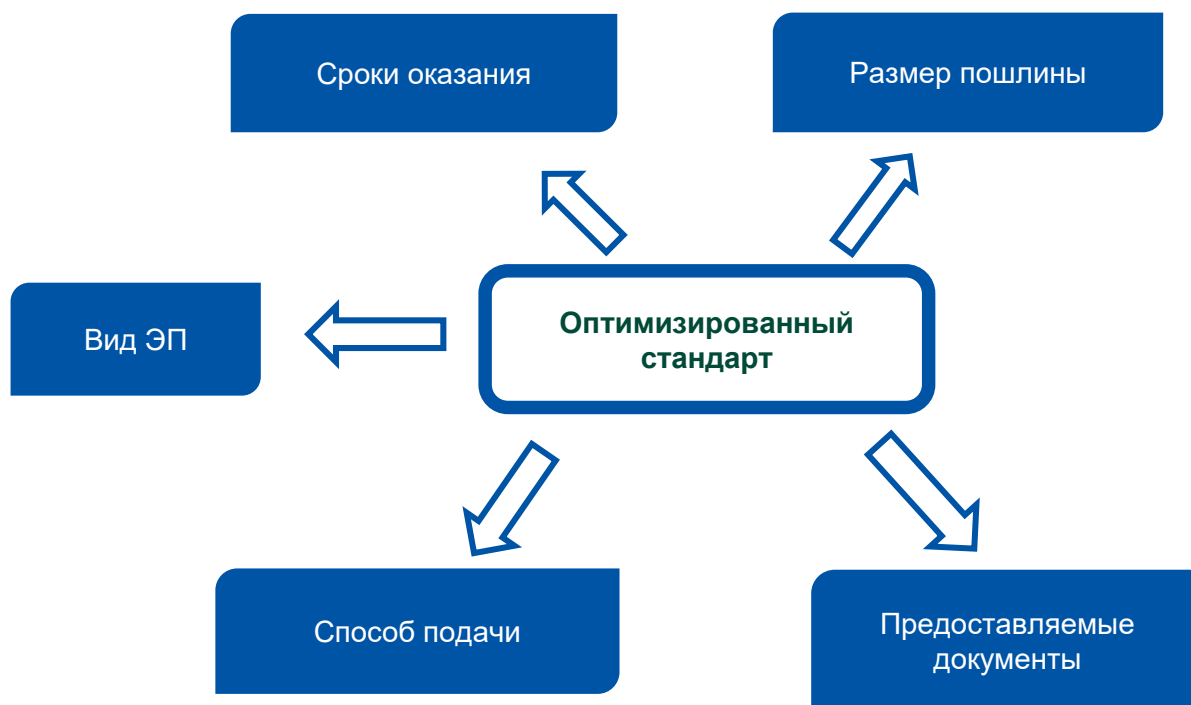 Сроки оказания
Размер пошлины
Вид ЭП
Оптимизированный
стандарт
Способ подачи
Предоставляемые
документы